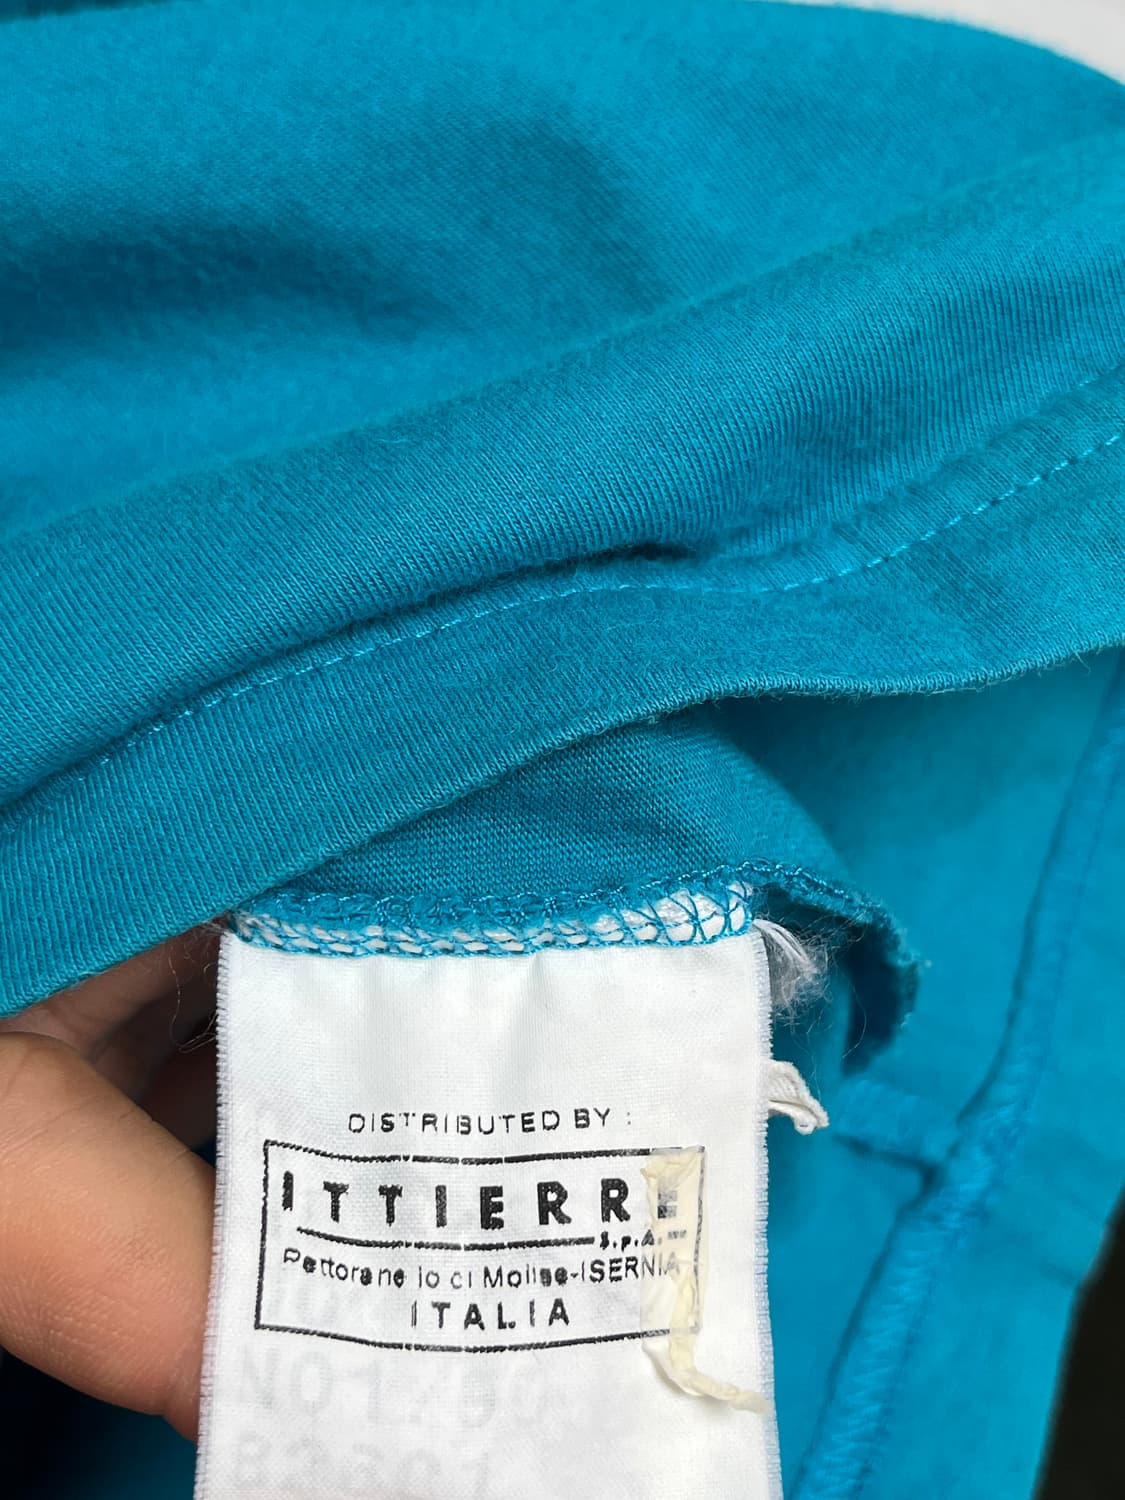 DISTRIBUTED BY :
ITTIERRE
S.p.A.
Pettoranello di Molise-ISERNIA
ITALIA